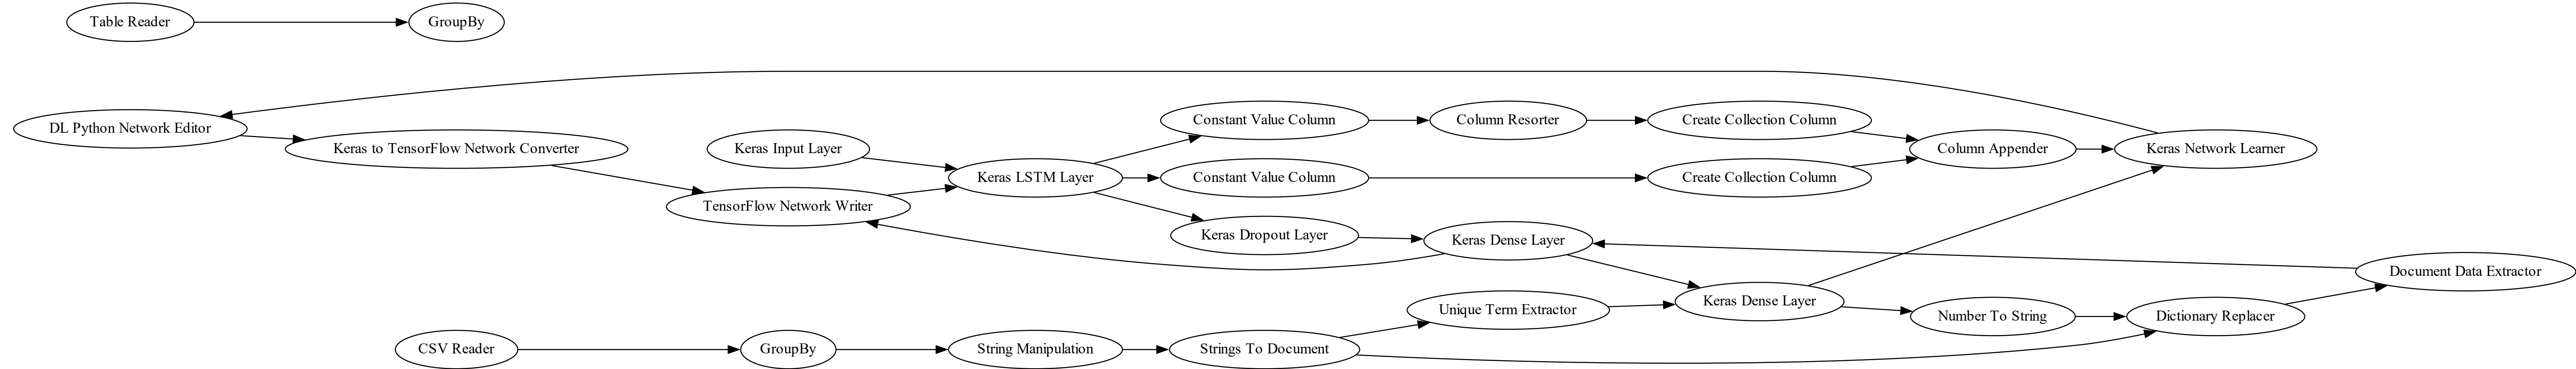 Table Reader
GroupBy
DL Python Network Editor
Keras to TensorFlow Network Converter
Keras Input Layer
TensorFlow Network Writer
Keras LSTM Layer
Constant Value Column
Column Resorter
Create Collection Column
Constant Value Column
Create Collection Column
Column Appender
Keras Network Learner
Keras Dropout Layer
Keras Dense Layer
Document Data Extractor
Unique Term Extractor
Keras Dense Layer
Number To String
Dictionary Replacer
CSV Reader
GroupBy
String Manipulation
Strings To Document